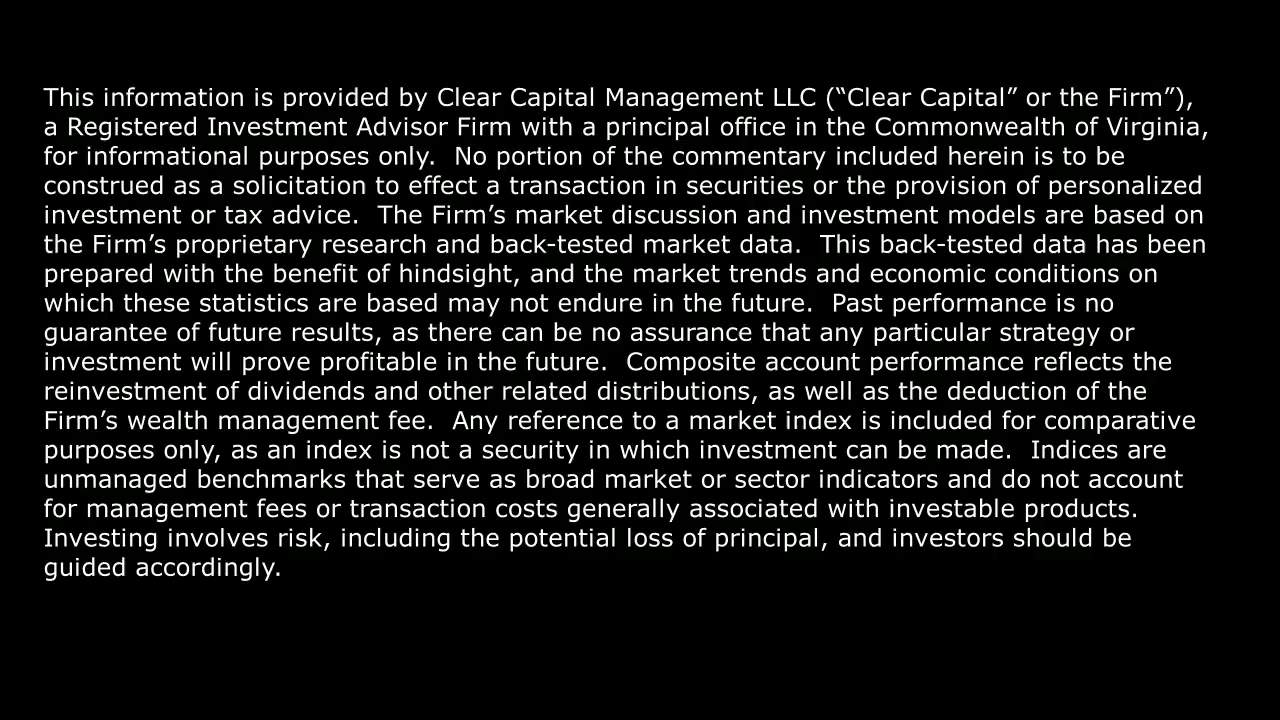 This information is provided by Clear Capital Management LLC (“Clear Capital” or the Firm”),
a Registered Investment Advisor Firm with a principal office in the Commonwealth of Virginia,
for informational purposes only.  No portion of the commentary included herein is to be
construed as a solicitation to effect a transaction in securities or the provision of personalized
investment or tax advice.  The Firm’s market discussion and investment models are based on
the Firm’s proprietary research and back-tested market data.  This back-tested data has been
prepared with the benefit of hindsight, and the market trends and economic conditions on
which these statistics are based may not endure in the future.  Past performance is no
guarantee of future results, as there can be no assurance that any particular strategy or
investment will prove profitable in the future.  Composite account performance reflects the
reinvestment of dividends and other related distributions, as well as the deduction of the
Firm’s wealth management fee.  Any reference to a market index is included for comparative
purposes only, as an index is not a security in which investment can be made.  Indices are
unmanaged benchmarks that serve as broad market or sector indicators and do not account
for management fees or transaction costs generally associated with investable products.
Investing involves risk, including the potential loss of principal, and investors should be
guided accordingly.